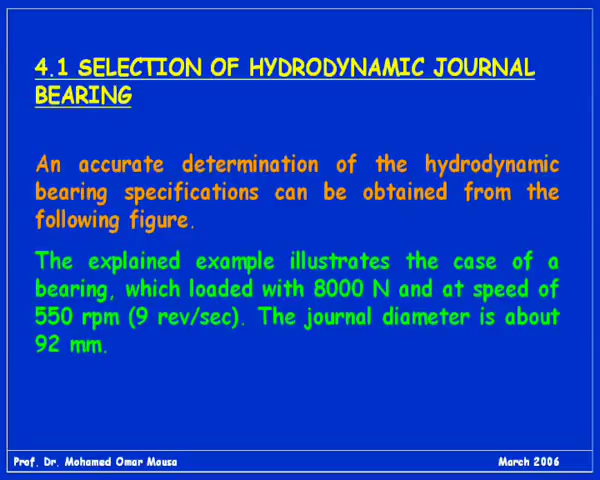 4.1 SELECTION OF HYDRODYNAMIC JOURNAL
BEARING
An accurate determination of the hydrodynamic
bearing specifications can be obtained from the
following figure.
The explained example illustrates the case of a
bearing, which loaded with 8000 N and at speed of
550 rpm (9 rev/sec). The journal diameter is about
92 mm.
Prof. Dr. Mohamed Omar Mousa
March 2006